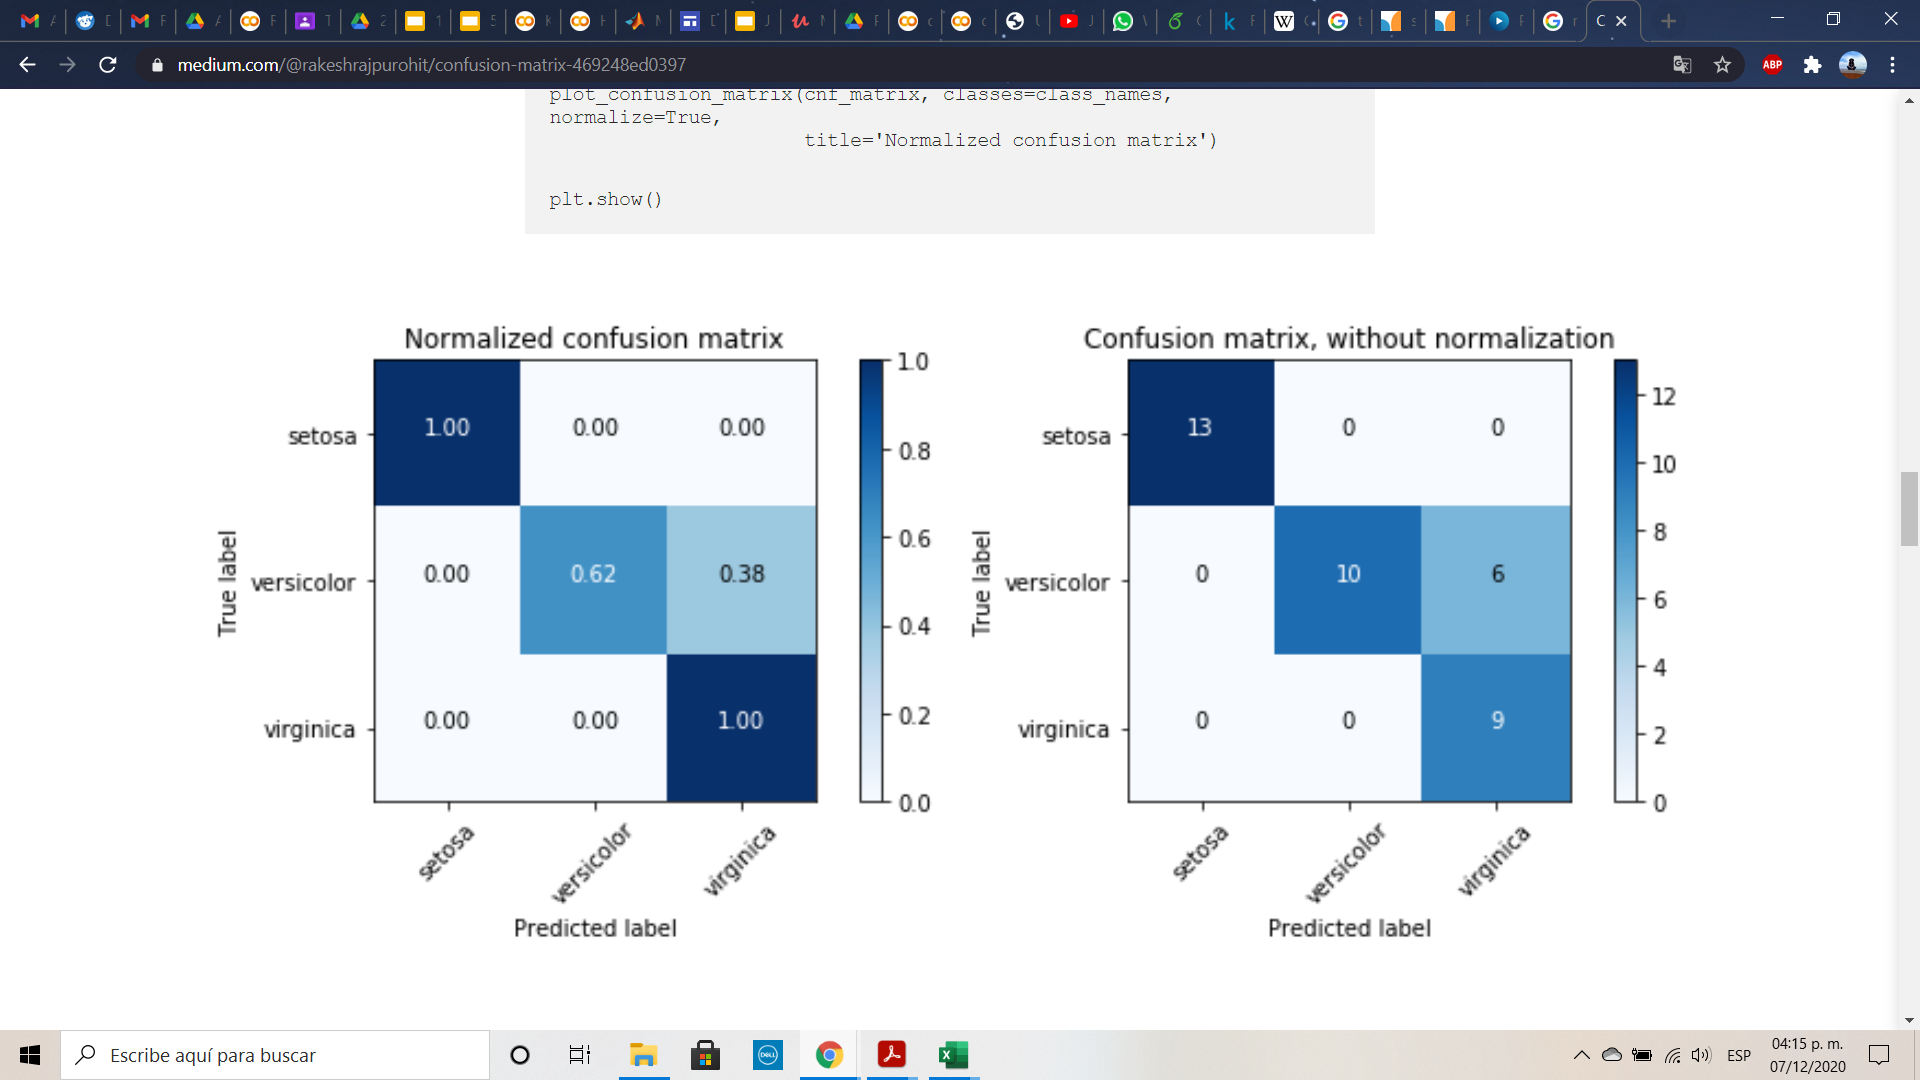 medium.com/@rakeshrajpurohit/confusion-matrix-469248ed0397
ABP
plot_confusion_matrix(cnf_matrix, classes=class_names,
normalize=True,
title='Normalized confusion matrix')
plt.show()
Normalized confusion matrix
1.00 0.00 0.00
0.00 0.62 0.38
0.00 0.00 1.00
setosa
versicolor
virginica
True label
setosa
versicolor
virginica
Predicted label
1.0
0.8
0.6
0.4
0.2
0.0
Confusion matrix, without normalization
13 0 0
0 10 6
0 0 9
setosa
versicolor
virginica
True label
setosa
versicolor
virginica
Predicted label
12
10
8
6
4
2
0
Escribe aquí para buscar
DELL
ESP
04:15 p. m.
07/12/2020